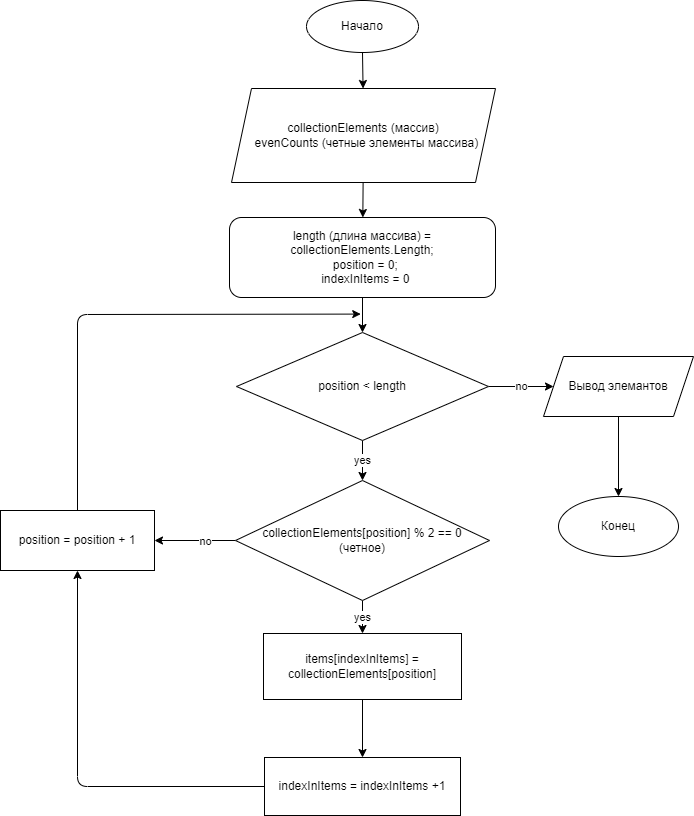 Начало
collectionElements (массив)
evenCounts (четные элементы массива)
length (длина массива) =
collectionElements.Length;
position = 0;
indexInItems = 0
position < length
no
Вывод элемантов
yes
Конец
collectionElements[position] % 2 == 0
(четное)
no
position = position + 1
yes
items[indexInItems] =
collectionElements[position]
indexInItems = indexInItems +1